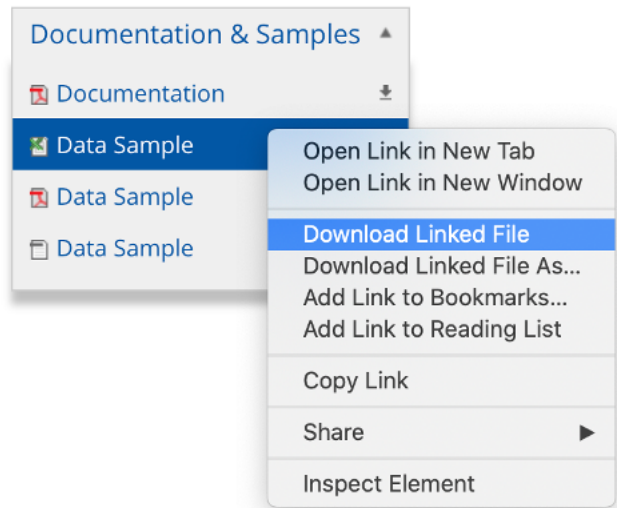 Documentation & Samples
Documentation
Data Sample
Data Sample
Data Sample
Open Link in New Tab
Open Link in New Window
Download Linked File
Download Linked File As...
Add Link to Bookmarks...
Add Link to Reading List
Copy Link
Share
Inspect Element